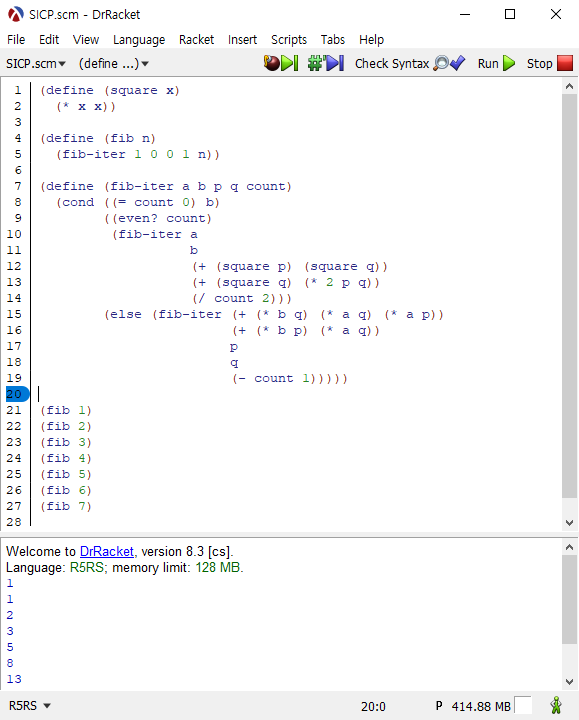 SICP.scm - DrRacket
File Edit View Language Racket Insert Scripts Tabs Help
SICP.scm▾ (define ...)▾ Check Syntax Run Stop
1 (define (square x)
2   (* x x))
3
4 (define (fib n)
5   (fib-iter 1 0 0 1 n))
6
7 (define (fib-iter a b p q count)
8   (cond ((= count 0) b)
9         ((even? count)
10          (fib-iter a
11                    b
12                    (+ (square p) (square q))
13                    (+ (square q) (* 2 p q))
14                    (/ count 2)))
15         (else (fib-iter (+ (* b q) (* a q) (* a p))
16                         (+ (* b p) (* a q))
17                         p
18                         q
19                         (- count 1)))))
20
21 (fib 1)
22 (fib 2)
23 (fib 3)
24 (fib 4)
25 (fib 5)
26 (fib 6)
27 (fib 7)
28
Welcome to DrRacket, version 8.3 [cs].
Language: R5RS; memory limit: 128 MB.
1
1
2
3
5
8
13
R5RS ▾ 20:0 P 414.88 MB